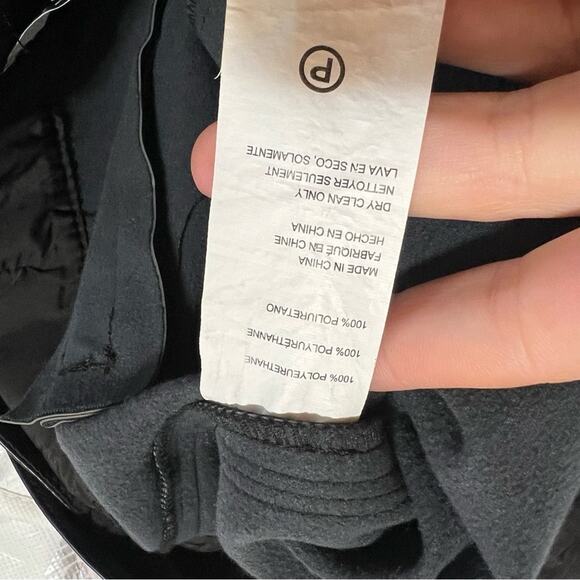 100% POLYEURETHANE
100% POLYURÉTHANNE
100% POLIURETANO
MADE IN CHINA
FABRIQUÉ EN CHINE
HECHO EN CHINA
DRY CLEAN ONLY
NETTOYER SEULEMENT
LAVA EN SECO, SOLAMENTE
P